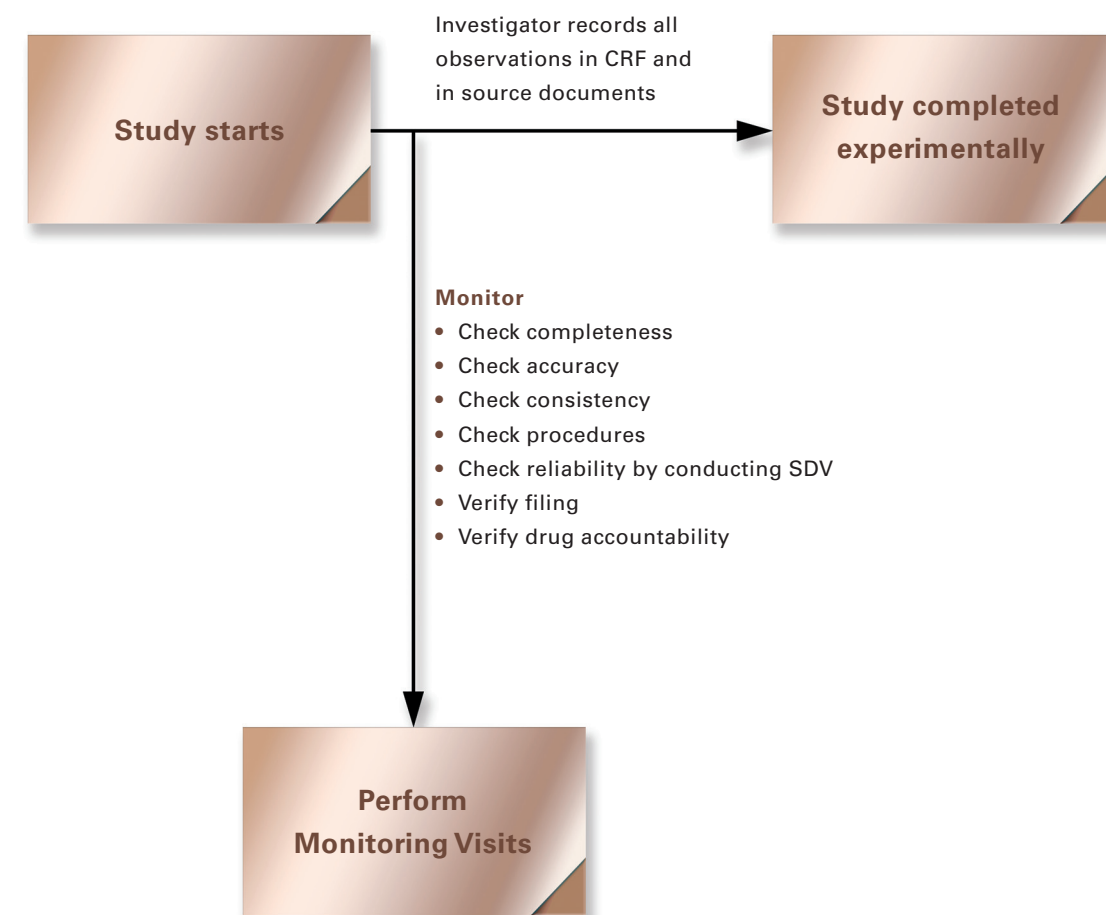 Investigator records all
observations in CRF and
in source documents
Study starts
Study completed
experimentally
Monitor
• Check completeness
• Check accuracy
• Check consistency
• Check procedures
• Check reliability by conducting SDV
• Verify filing
• Verify drug accountability
Perform
Monitoring Visits